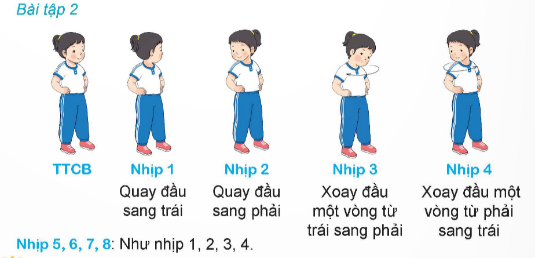 Bài tập 2
TTCB Nhịp 1 Nhịp 2 Nhịp 3 Nhịp 4
Quay đầu Quay đầu Xoay đầu Xoay đầu một
sang trái sang phải một vòng từ vòng từ phải
trái sang phải sang trái
Nhịp 5, 6, 7, 8: Như nhịp 1, 2, 3, 4.